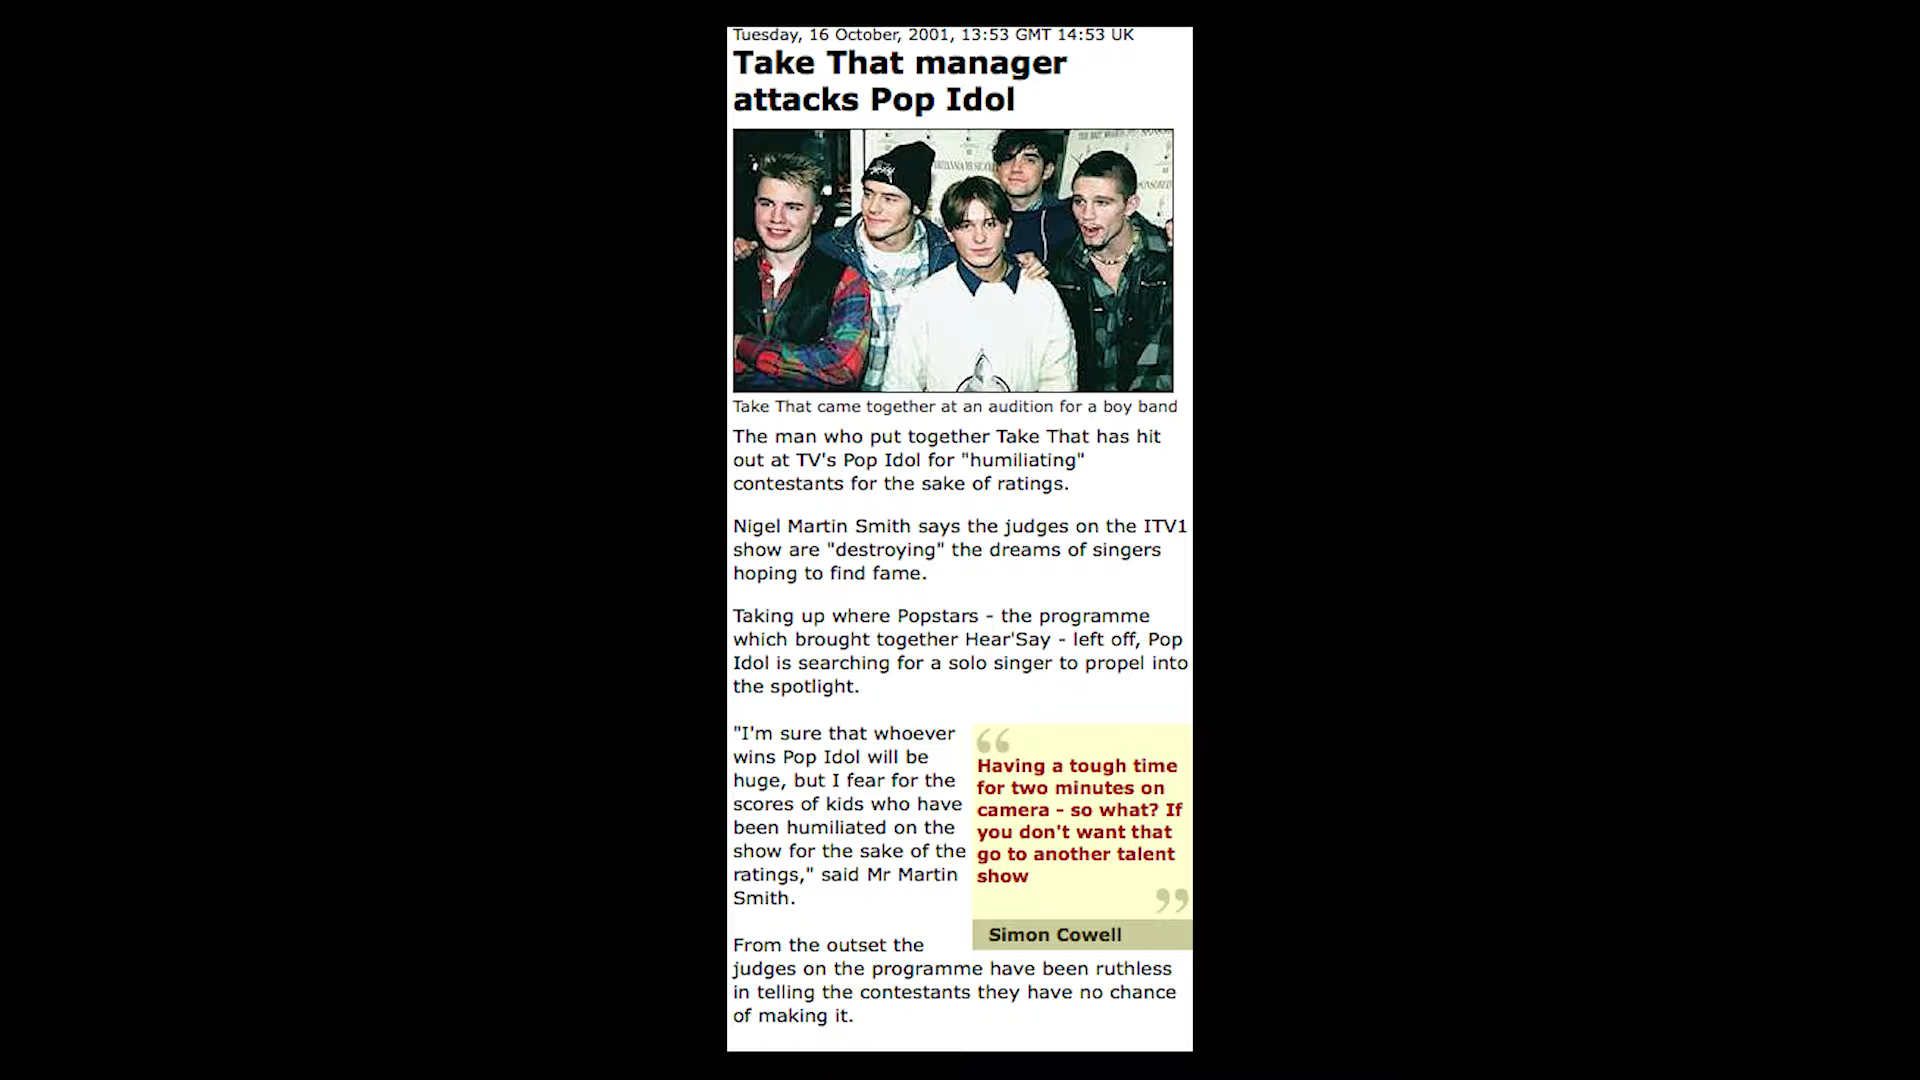 Tuesday, 16 October, 2001, 13:53 GMT 14:53 UK
Take That manager
attacks Pop Idol
Take That came together at an audition for a boy band
The man who put together Take That has hit
out at TV's Pop Idol for "humiliating"
contestants for the sake of ratings.
Nigel Martin Smith says the judges on the ITV1
show are "destroying" the dreams of singers
hoping to find fame.
Taking up where Popstars - the programme
which brought together Hear'Say - left off, Pop
Idol is searching for a solo singer to propel into
the spotlight.
"I'm sure that whoever
wins Pop Idol will be
huge, but I fear for the
scores of kids who have
been humiliated on the
show for the sake of the
ratings," said Mr Martin
Smith.
“
Having a tough time
for two minutes on
camera - so what? If
you don't want that
go to another talent
show
”
Simon Cowell
From the outset the
judges on the programme have been ruthless
in telling the contestants they have no chance
of making it.